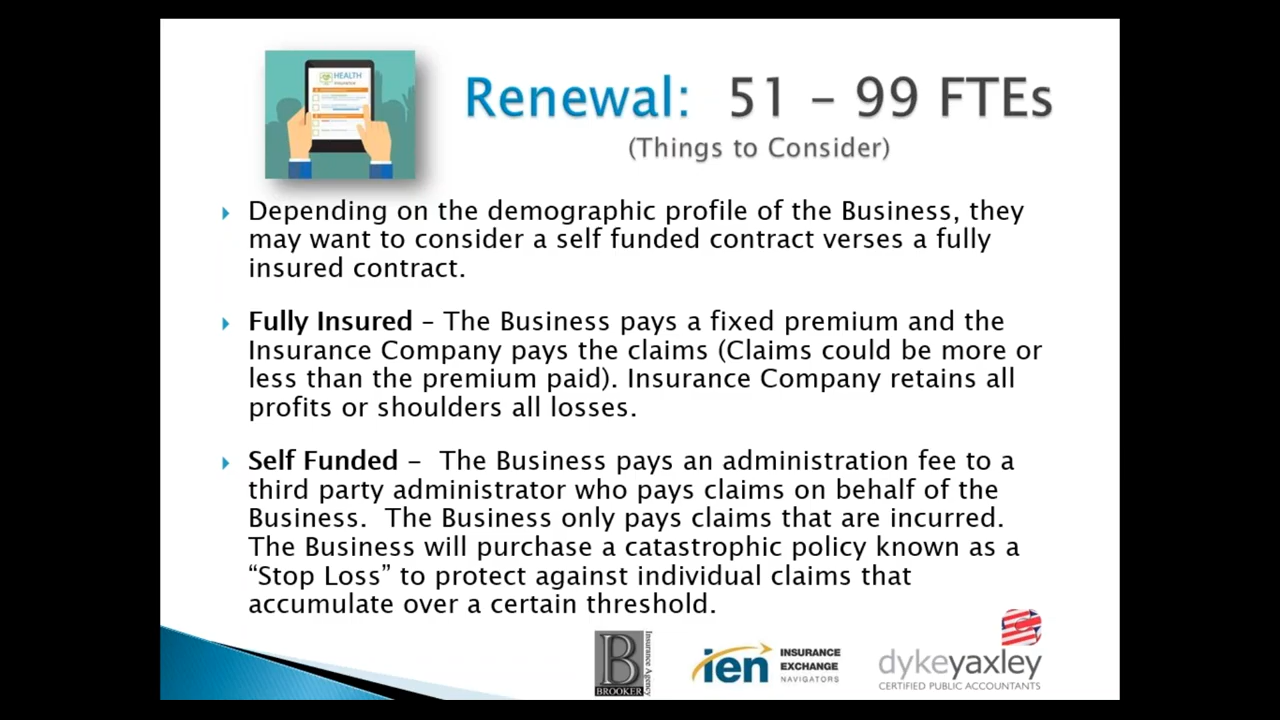 HEALTH
Renewal: 51 – 99 FTEs
(Things to Consider)
Depending on the demographic profile of the Business, they
may want to consider a self funded contract verses a fully
insured contract.
Fully Insured – The Business pays a fixed premium and the
Insurance Company pays the claims (Claims could be more or
less than the premium paid). Insurance Company retains all
profits or shoulders all losses.
Self Funded – The Business pays an administration fee to a
third party administrator who pays claims on behalf of the
Business. The Business only pays claims that are incurred.
The Business will purchase a catastrophic policy known as a
“Stop Loss” to protect against individual claims that
accumulate over a certain threshold.
B
BROOKER
Insurance Agency
ien
INSURANCE
EXCHANGE
NAVIGATORS
dykeyaxley
CERTIFIED PUBLIC ACCOUNTANTS